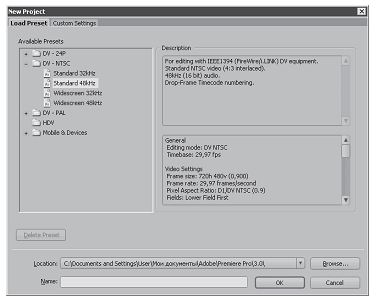 New Project
Load Preset Custom Settings
Available Presets
DV - 24P
DV - NTSC
Standard 32kHz
Standard 48kHz
Widescreen 32kHz
Widescreen 48kHz
DV - PAL
HDV
Mobile & Devices
Description
For editing with IEEE1394 (FireWire/i.LINK) DV equipment.
Standard NTSC video (4:3 interlaced).
48kHz (16 bit) audio.
Drop-Frame Timecode numbering.
General
Editing mode: DV NTSC
Timebase: 29,97 fps
Video Settings
Frame size: 720h 480v (0,900)
Frame rate: 29,97 frames/second
Pixel Aspect Ratio: D1/DV NTSC (0.9)
Fields: Lower Field First
Delete Preset
Location: C:\Documents and Settings\User\Мои документы\Adobe\Premiere Pro\3.0\
Browse...
Name:
OK
Cancel